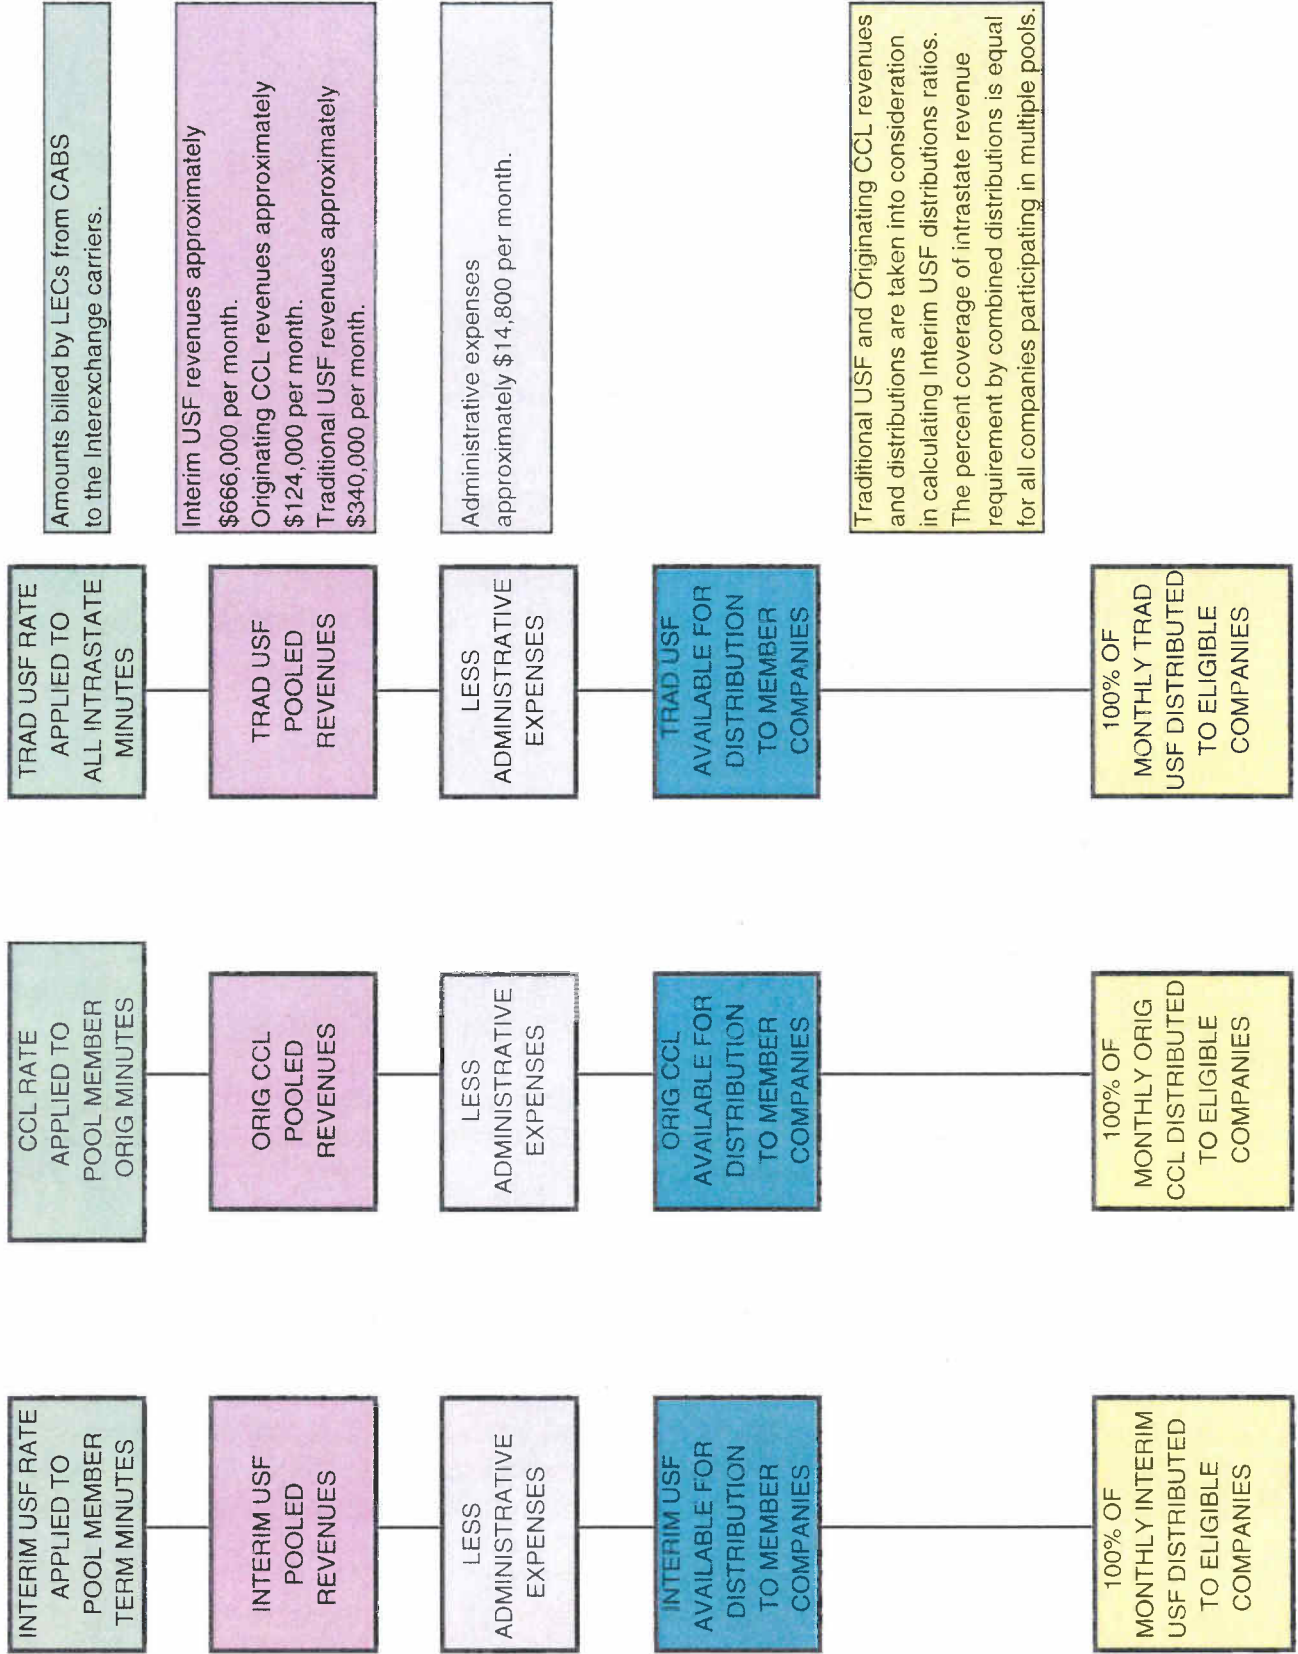 INTERIM USF RATE
APPLIED TO
POOL MEMBER
TERM MINUTES
CCL RATE
APPLIED TO
POOL MEMBER
ORIG MINUTES
TRAD USF RATE
APPLIED TO
ALL INTRASTATE
MINUTES
Amounts billed by LECs from CABS
to the Interexchange carriers.
INTERIM USF
POOLED
REVENUES
ORIG CCL
POOLED
REVENUES
TRAD USF
POOLED
REVENUES
Interim USF revenues approximately
$666,000 per month.
Originating CCL revenues approximately
$124,000 per month.
Traditional USF revenues approximately
$340,000 per month.
LESS
ADMINISTRATIVE
EXPENSES
LESS
ADMINISTRATIVE
EXPENSES
LESS
ADMINISTRATIVE
EXPENSES
Administrative expenses
approximately $14,800 per month.
INTERIM USF
AVAILABLE FOR
DISTRIBUTION
TO MEMBER
COMPANIES
ORIG CCL
AVAILABLE FOR
DISTRIBUTION
TO MEMBER
COMPANIES
TRAD USF
AVAILABLE FOR
DISTRIBUTION
TO MEMBER
COMPANIES
Traditional USF and Originating CCL revenues
and distributions are taken into consideration
in calculating Interim USF distributions ratios.
The percent coverage of intrastate revenue
requirement by combined distributions is equal
for all companies participating in multiple pools.
100% OF
MONTHLY INTERIM
USF DISTRIBUTED
TO ELIGIBLE
COMPANIES
100% OF
MONTHLY ORIG
CCL DISTRIBUTED
TO ELIGIBLE
COMPANIES
100% OF
MONTHLY TRAD
USF DISTRIBUTED
TO ELIGIBLE
COMPANIES